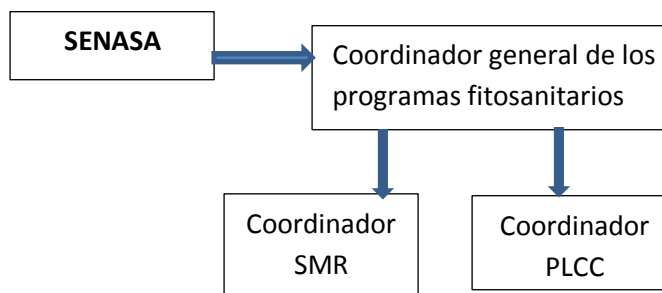 SENASA
Coordinador general de los
programas fitosanitarios
Coordinador
SMR
Coordinador
PLCC